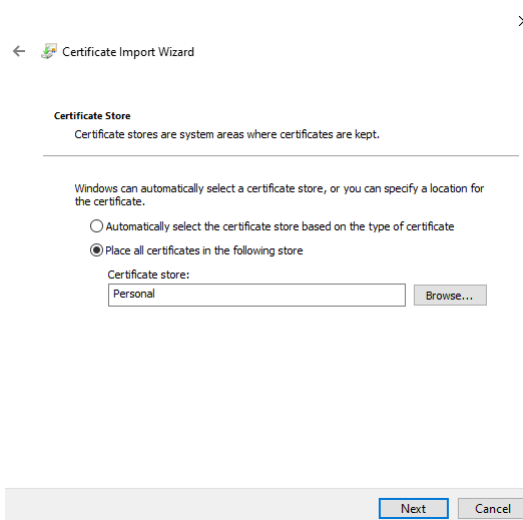 Certificate Import Wizard
Certificate Store
Certificate stores are system areas where certificates are kept.
Windows can automatically select a certificate store, or you can specify a location for
the certificate.
Automatically select the certificate store based on the type of certificate
Place all certificates in the following store
Certificate store:
Personal
Browse...
Next
Cancel